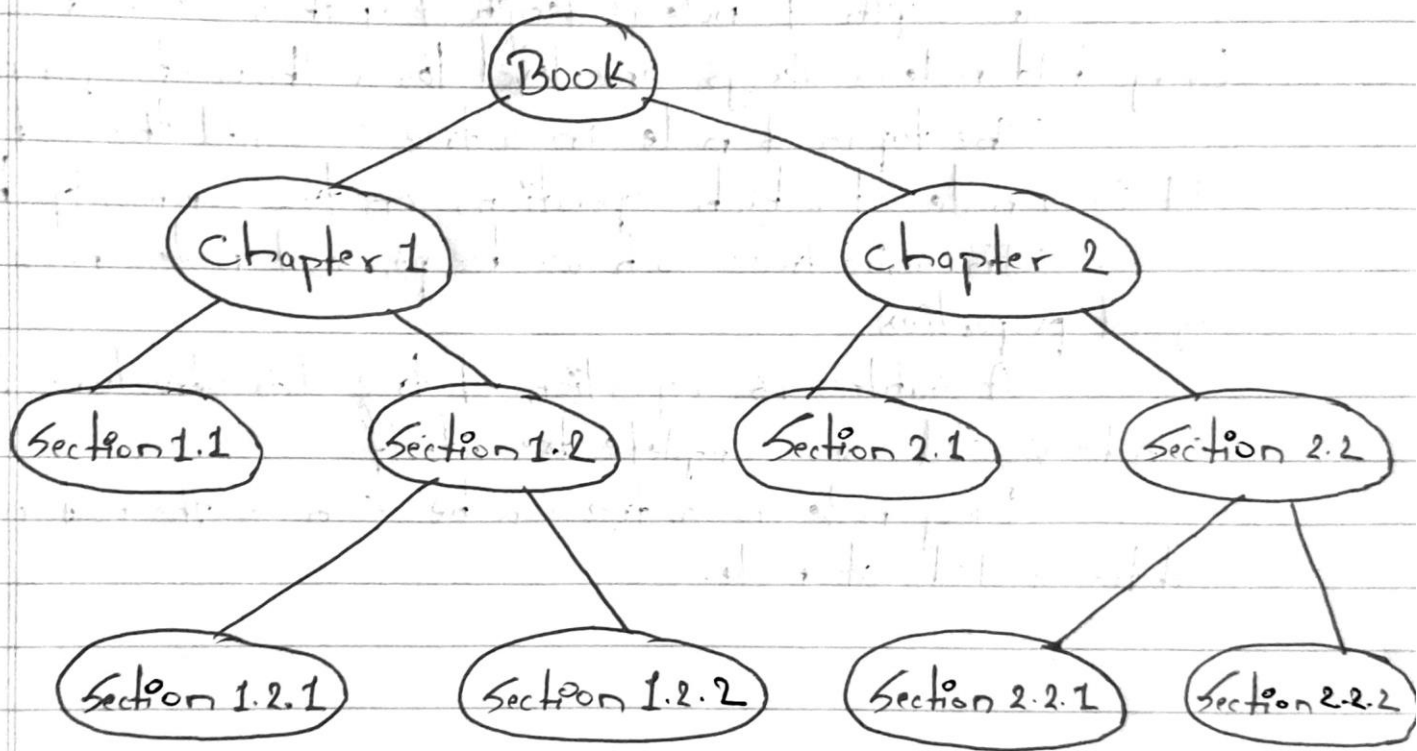 Book
Chapter 1
Chapter 2
Section 1.1
Section 1.2
Section 2.1
Section 2.2
Section 1.2.1
Section 1.2.2
Section 2.2.1
Section 2.2.2